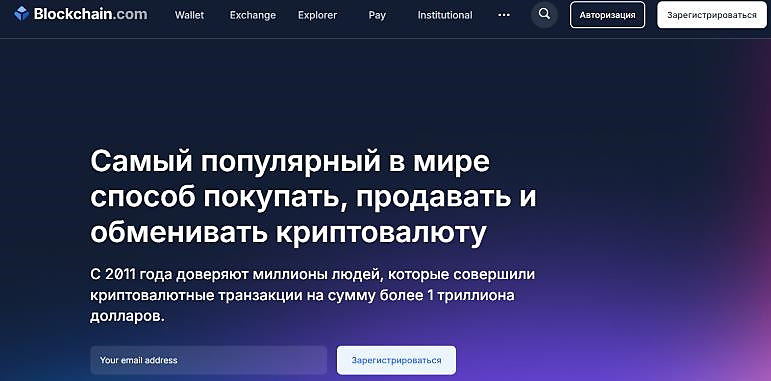 Blockchain.com Wallet Exchange Explorer Pay Institutional ••• Авторизация Зарегистрироваться
Самый популярный в мире
способ покупать, продавать и
обменивать криптовалюту
С 2011 года доверяют миллионы людей, которые совершили
криптовалютные транзакции на сумму более 1 триллиона
долларов.
Your email address Зарегистрироваться